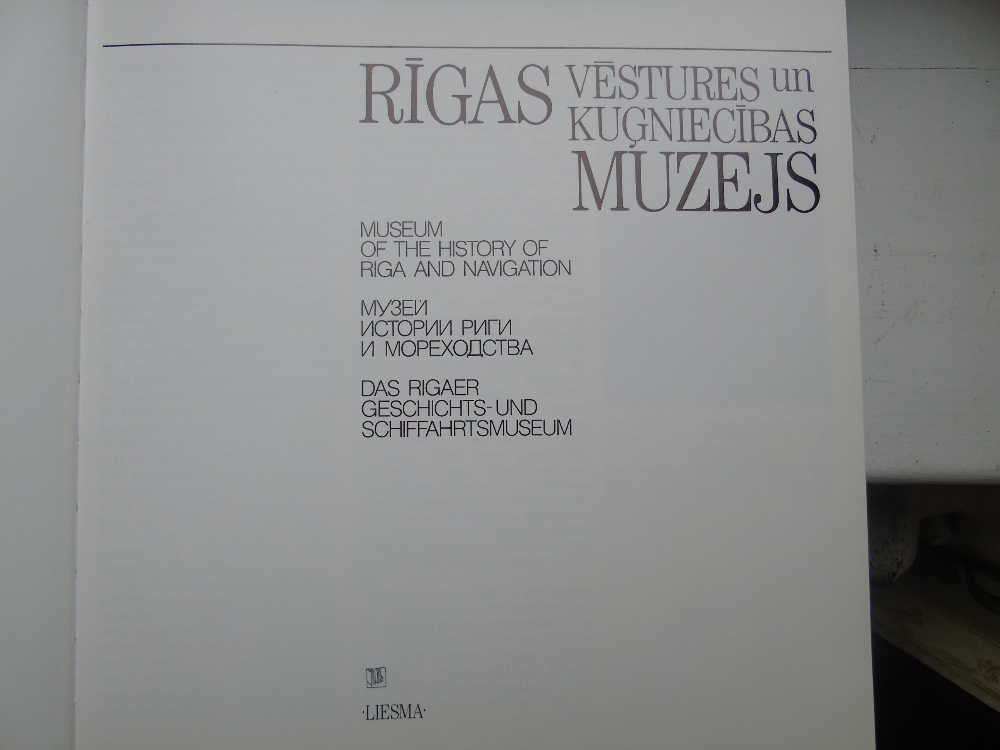 RĪGAS VĒSTURES un
KUĢNIECĪBAS
MUZEJS
MUSEUM
OF THE HISTORY OF
RIGA AND NAVIGATION
МУЗЕЙ
ИСТОРИИ РИГИ
И МОРЕХОДСТВА
DAS RIGAER
GESCHICHTS-UND
SCHIFFAHRTSMUSEUM
·LIESMA·